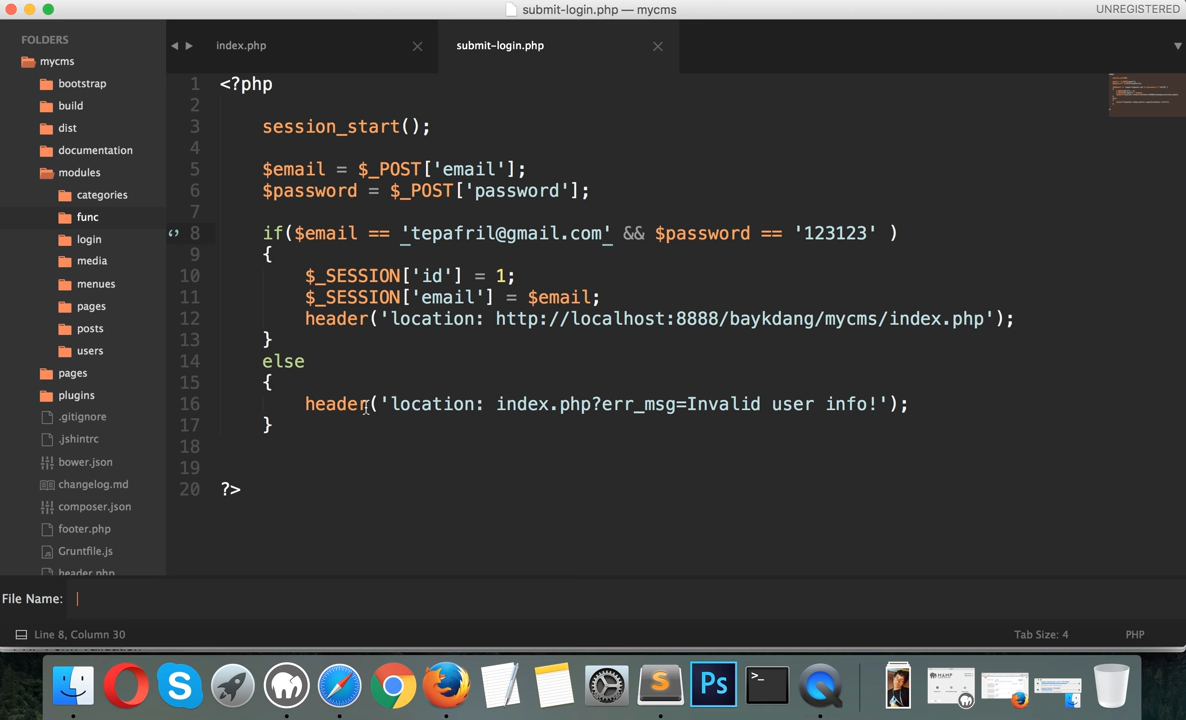 submit-login.php — mycms
UNREGISTERED
FOLDERS
mycms
bootstrap
build
dist
documentation
modules
categories
func
login
media
menues
pages
posts
users
pages
plugins
.gitignore
.jshintrc
bower.json
changelog.md
composer.json
footer.php
Gruntfile.js
header.php
index.php
submit-login.php
1 <?php
2
3 session_start();
4
5 $email = $_POST['email'];
6 $password = $_POST['password'];
7
8 if($email == 'tepafril@gmail.com' && $password == '123123' )
9 {
10 $_SESSION['id'] = 1;
11 $_SESSION['email'] = $email;
12 header('location: http://localhost:8888/baykdang/mycms/index.php');
13 }
14 else
15 {
16 header('location: index.php?err_msg=Invalid user info!');
17 }
18
19
20 ?>
File Name:
Line 8, Column 30
Tab Size: 4
PHP